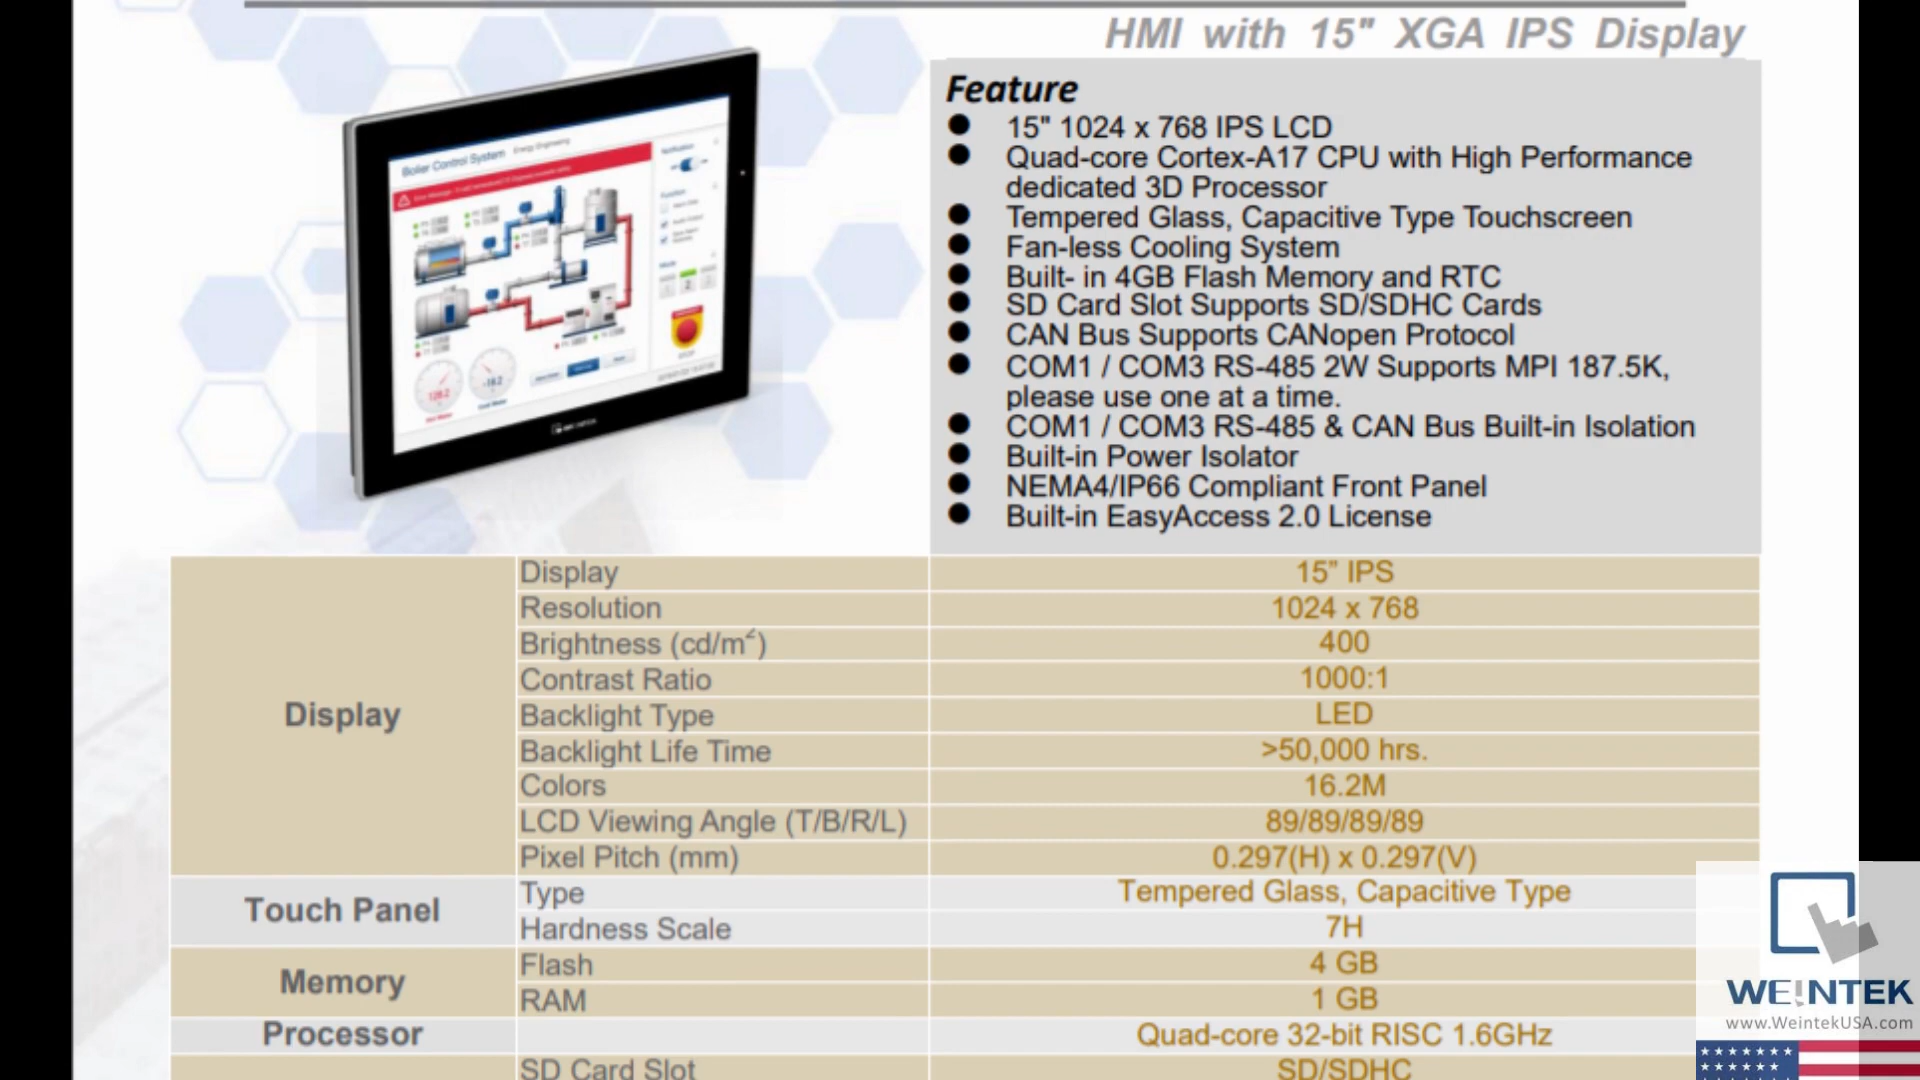 HMI with 15" XGA IPS Display
Feature
● 15" 1024 x 768 IPS LCD
● Quad-core Cortex-A17 CPU with High Performance
dedicated 3D Processor
● Tempered Glass, Capacitive Type Touchscreen
● Fan-less Cooling System
● Built- in 4GB Flash Memory and RTC
● SD Card Slot Supports SD/SDHC Cards
● CAN Bus Supports CANopen Protocol
● COM1 / COM3 RS-485 2W Supports MPI 187.5K,
please use one at a time.
● COM1 / COM3 RS-485 & CAN Bus Built-in Isolation
● Built-in Power Isolator
● NEMA4/IP66 Compliant Front Panel
● Built-in EasyAccess 2.0 License
Boiler Control System Energy Engineering
Display
Display 15” IPS
Resolution 1024 x 768
Brightness (cd/m²) 400
Contrast Ratio 1000:1
Backlight Type LED
Backlight Life Time >50,000 hrs.
Colors 16.2M
LCD Viewing Angle (T/B/R/L) 89/89/89/89
Pixel Pitch (mm) 0.297(H) x 0.297(V)
Touch Panel
Type Tempered Glass, Capacitive Type
Hardness Scale 7H
Memory
Flash 4 GB
RAM 1 GB
Processor Quad-core 32-bit RISC 1.6GHz
SD Card Slot SD/SDHC
WEINTEK
www.WeintekUSA.com